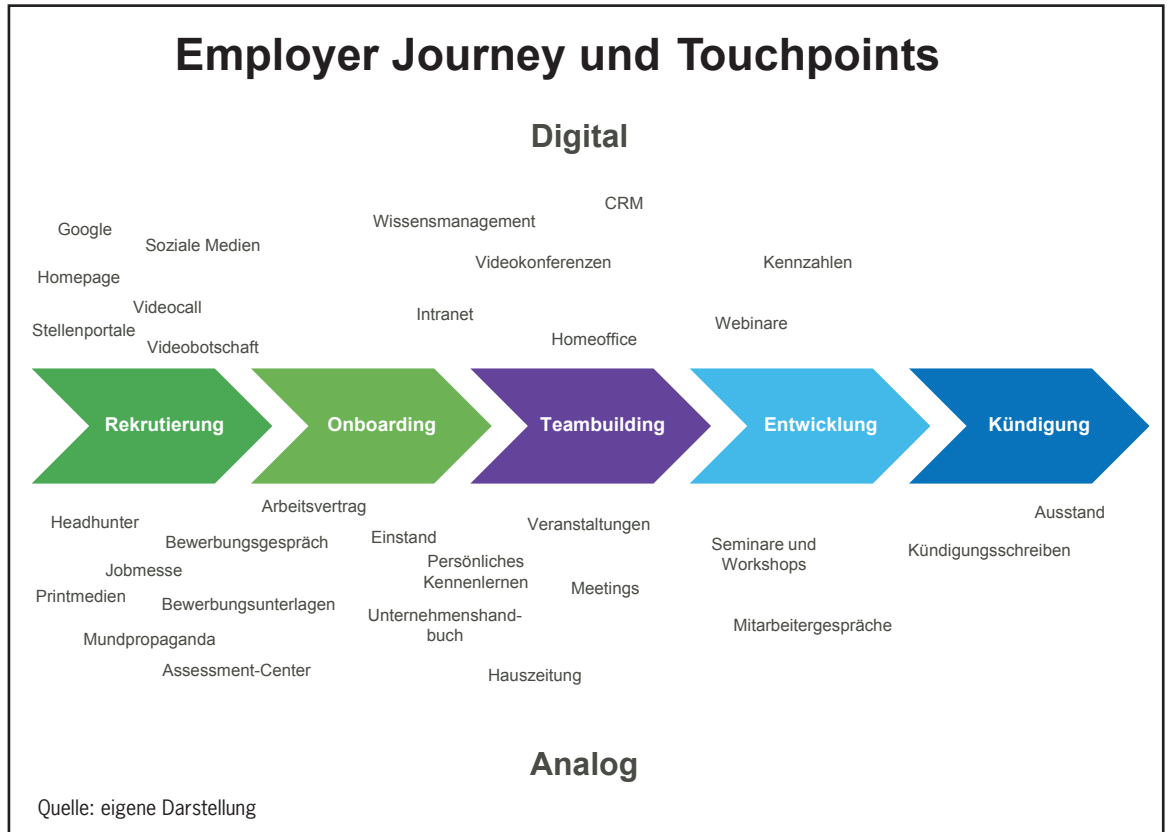 Employer Journey und Touchpoints
Digital
CRM
Wissensmanagement
Google
Soziale Medien
Videokonferenzen
Kennzahlen
Homepage
Videocall
Intranet
Webinare
Stellenportale
Homeoffice
Videobotschaft
Rekrutierung
Onboarding
Teambuilding
Entwicklung
Kündigung
Arbeitsvertrag
Ausstand
Headhunter
Veranstaltungen
Einstand
Bewerbungsgespräch
Seminare und
Workshops
Kündigungsschreiben
Persönliches
Kennenlernen
Jobmesse
Meetings
Printmedien
Bewerbungsunterlagen
Unternehmenshand-
buch
Mitarbeitergespräche
Mundpropaganda
Assessment-Center
Hauszeitung
Analog
Quelle: eigene Darstellung